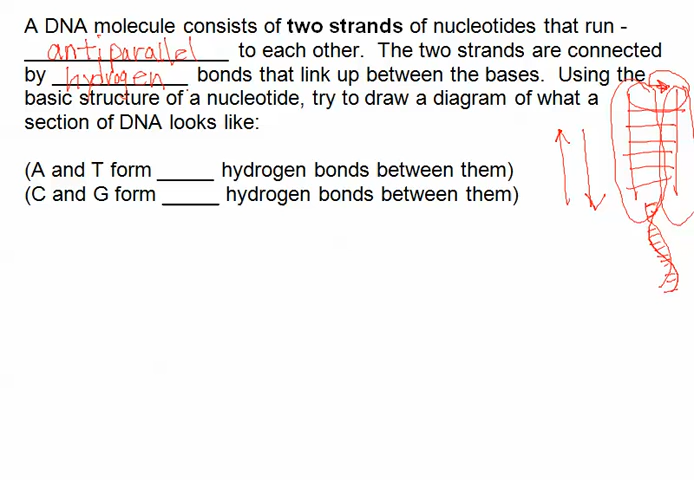 A DNA molecule consists of two strands of nucleotides that run -
antiparallel to each other. The two strands are connected
by hydrogen bonds that link up between the bases. Using the
basic structure of a nucleotide, try to draw a diagram of what a
section of DNA looks like:
(A and T form _____ hydrogen bonds between them)
(C and G form _____ hydrogen bonds between them)